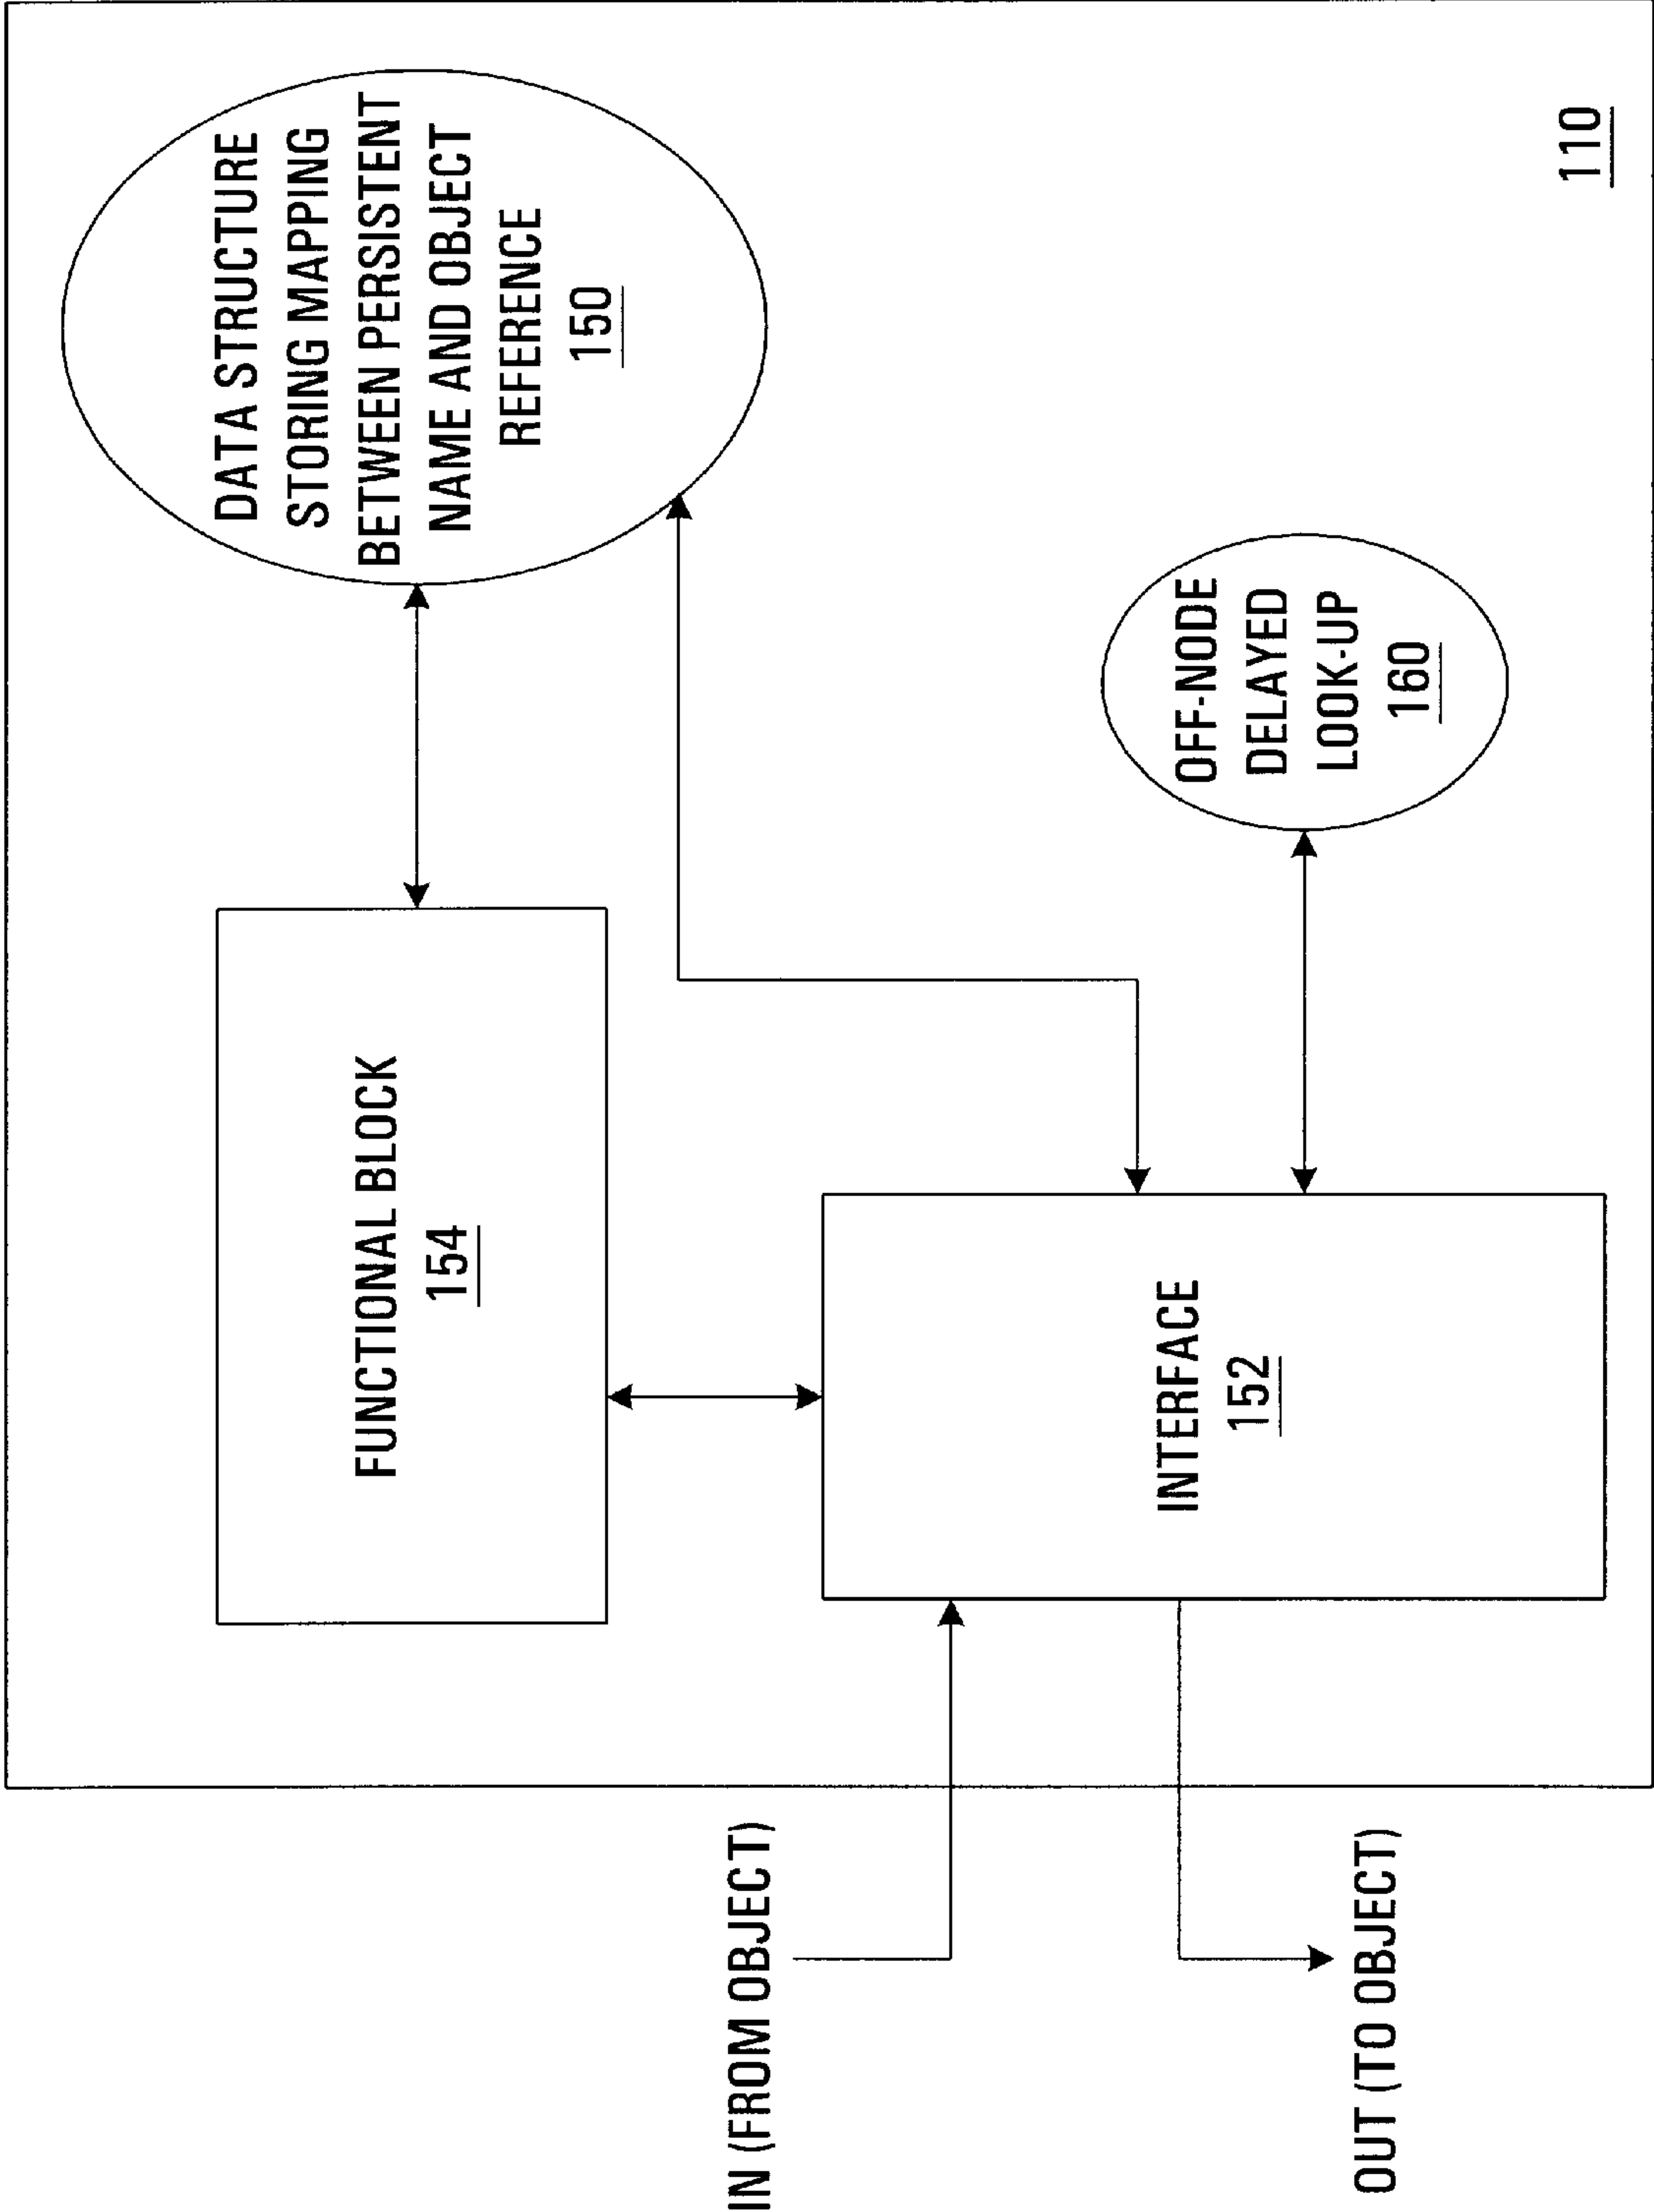 DATA STRUCTURE
STORING MAPPING
BETWEEN PERSISTENT
NAME AND OBJECT
REFERENCE
150
FUNCTIONAL BLOCK
154
IN (FROM OBJECT)
INTERFACE
152
OFF-NODE
DELAYED
LOOK-UP
160
OUT (TO OBJECT)
110